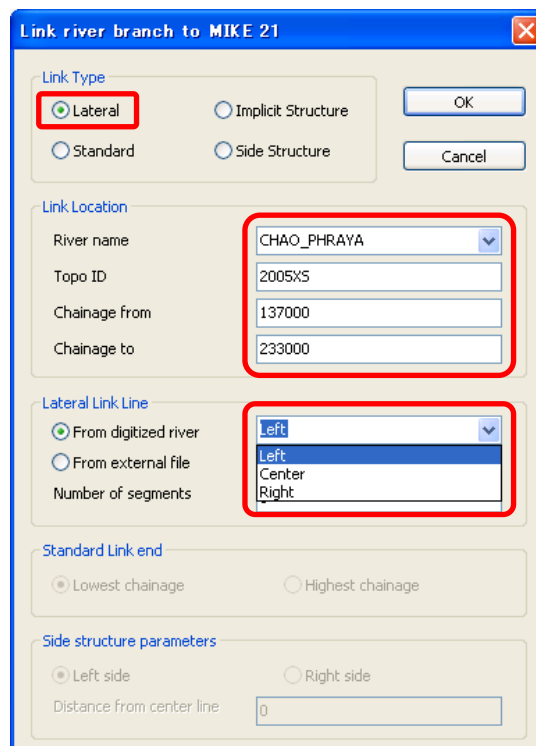 Link river branch to MIKE 21
Link Type
Lateral
Implicit Structure
Standard
Side Structure
OK
Cancel
Link Location
River name
CHAO_PHRAYA
Topo ID
2005XS
Chainage from
137000
Chainage to
233000
Lateral Link Line
From digitized river
Left
From external file
Left
Center
Right
Number of segments
Standard Link end
Lowest chainage
Highest chainage
Side structure parameters
Left side
Right side
Distance from center line
0